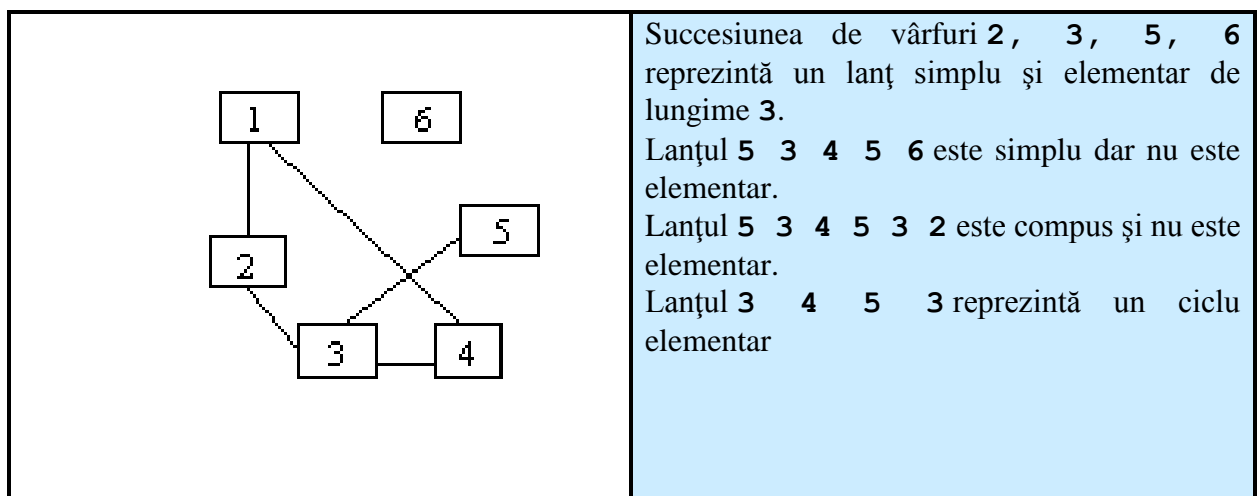 1
6
5
2
3
4
Succesiunea de vârfuri 2, 3, 5, 6
reprezintă un lanţ simplu şi elementar de
lungime 3.
Lanţul 5 3 4 5 6 este simplu dar nu este
elementar.
Lanţul 5 3 4 5 3 2 este compus şi nu este
elementar.
Lanţul 3 4 5 3 reprezintă un ciclu
elementar